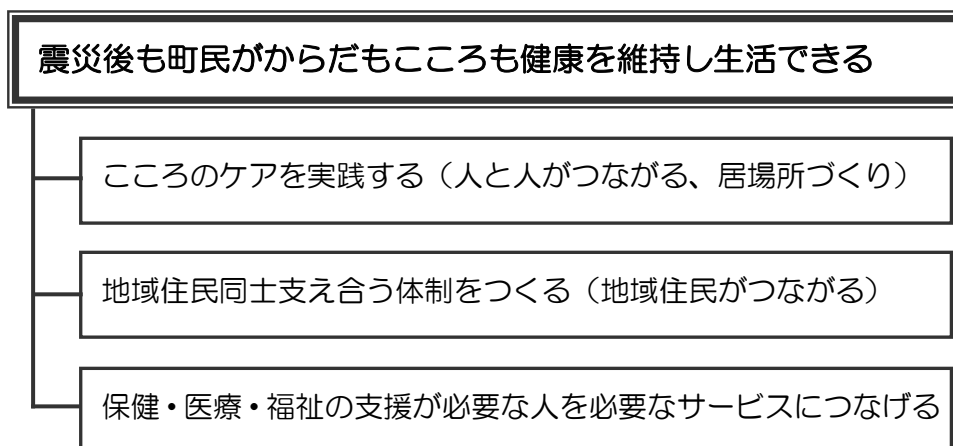 震災後も町民がからだもこころも健康を維持し生活できる
こころのケアを実践する（人と人がつながる、居場所づくり）
地域住民同士支え合う体制をつくる（地域住民がつながる）
保健・医療・福祉の支援が必要な人を必要なサービスにつなげる